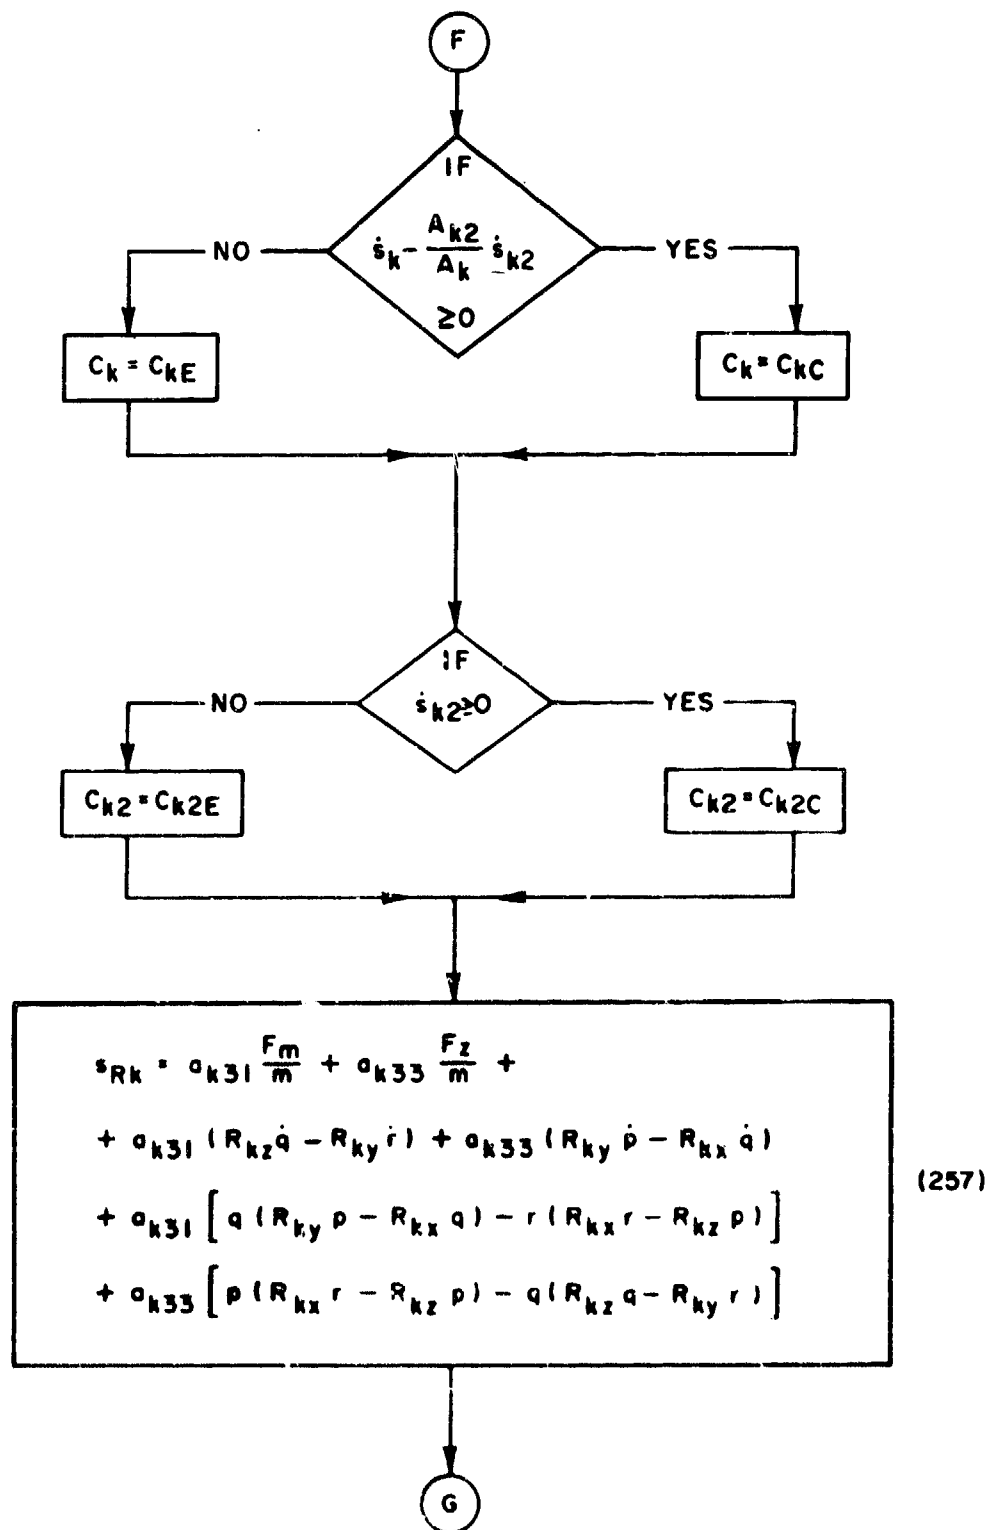 F
IF
ṡk - Ak2/Ak ṡk2
≥0
NO
YES
Ck = CkE
Ck = CkC
IF
ṡk2≥0
NO
YES
Ck2 = Ck2E
Ck2 = Ck2C
sRk = ak31 Fm/m + ak33 Fz/m +
+ ak31 (Rkz q̇ - Rky ṙ) + ak33 (Rky ṗ - Rkx q̇)
+ ak31 [q (Rky p - Rkx q) - r (Rkx r - Rkz p)]
+ ak33 [p (Rkx r - Rkz p) - q (Rkz q - Rky r)]
(257)
G